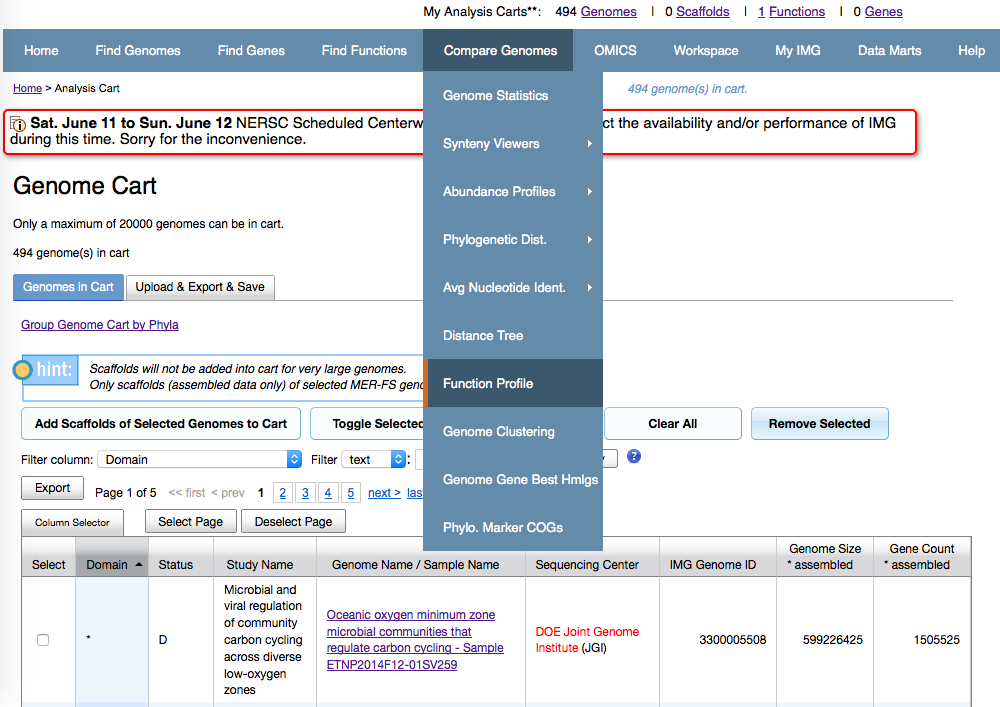 My Analysis Carts**: 494 Genomes | 0 Scaffolds | 1 Functions | 0 Genes
Home Find Genomes Find Genes Find Functions Compare Genomes OMICS Workspace My IMG Data Marts Help
Home > Analysis Cart
494 genome(s) in cart.
Genome Statistics
Synteny Viewers
Abundance Profiles
Phylogenetic Dist.
Avg Nucleotide Ident.
Distance Tree
Function Profile
Genome Clustering
Genome Gene Best Hmlgs
Phylo. Marker COGs
Sat. June 11 to Sun. June 12 NERSC Scheduled Centerw ct the availability and/or performance of IMG
during this time. Sorry for the inconvenience.
Genome Cart
Only a maximum of 20000 genomes can be in cart.
494 genome(s) in cart
Genomes in Cart Upload & Export & Save
Group Genome Cart by Phyla
hint: Scaffolds will not be added into cart for very large genomes.
Only scaffolds (assembled data only) of selected MER-FS geno
Add Scaffolds of Selected Genomes to Cart Toggle Selected Clear All Remove Selected
Filter column: Domain Filter text : ?
Export Page 1 of 5 << first < prev 1 2 3 4 5 next > las
Column Selector Select Page Deselect Page
Select Domain Status Study Name Genome Name / Sample Name Sequencing Center IMG Genome ID Genome Size * assembled Gene Count * assembled
* D
Microbial and
viral regulation
of community
carbon cycling
across diverse
low-oxygen
zones
Oceanic oxygen minimum zone
microbial communities that
regulate carbon cycling - Sample
ETNP2014F12-01SV259
DOE Joint Genome
Institute (JGI)
3300005508 599226425 1505525